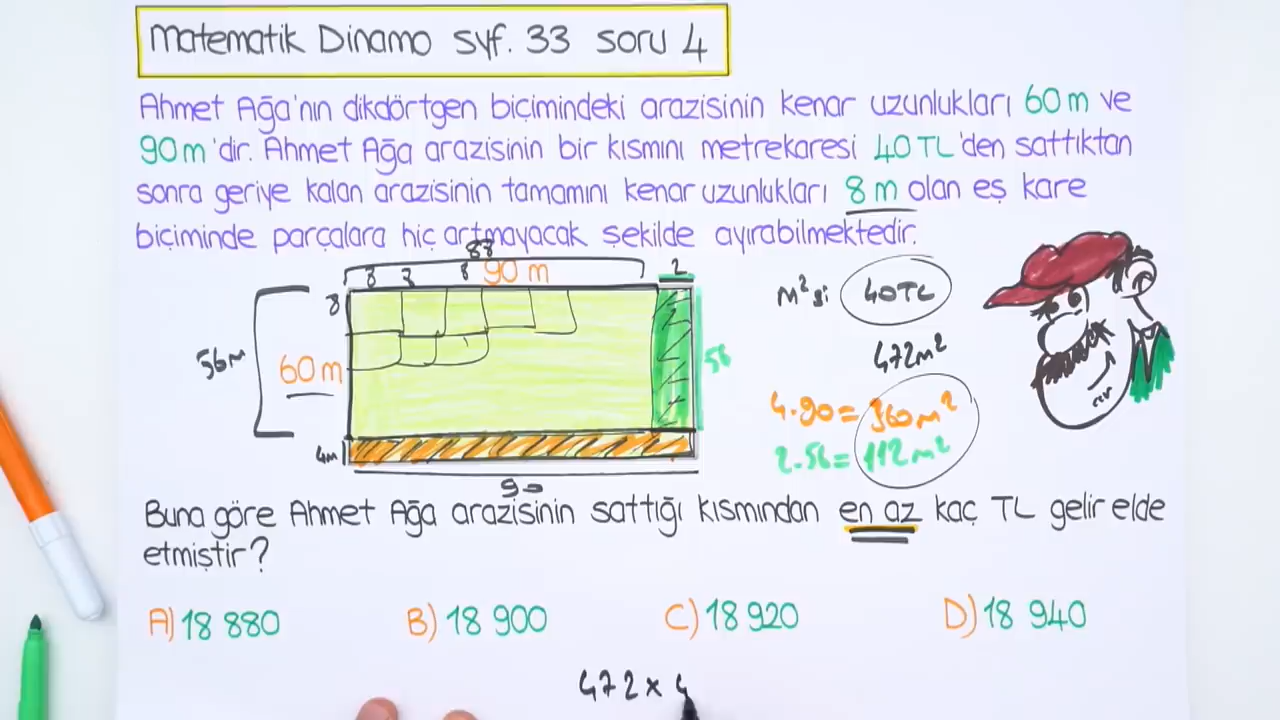 Matematik Dinamo syf. 33 soru 4
Ahmet Ağa'nın dikdörtgen biçimindeki arazisinin kenar uzunlukları 60 m ve
90 m'dir. Ahmet Ağa arazisinin bir kısmını metrekaresi 40 TL'den sattıktan
sonra geriye kalan arazisinin tamamını kenar uzunlukları 8 m olan eş kare
biçiminde parçalara hiç artmayacak şekilde ayırabilmektedir.
88
8 8 8 90 m 2
8
56m
60 m
56
4m
90
m² si 40TL
472m²
4.90= 360m²
2.56= 112m²
Buna göre Ahmet Ağa arazisinin sattığı kısmından en az kaç TL gelir elde
etmiştir?
A) 18 880 B) 18 900 C) 18 920 D) 18 940
472 x 4